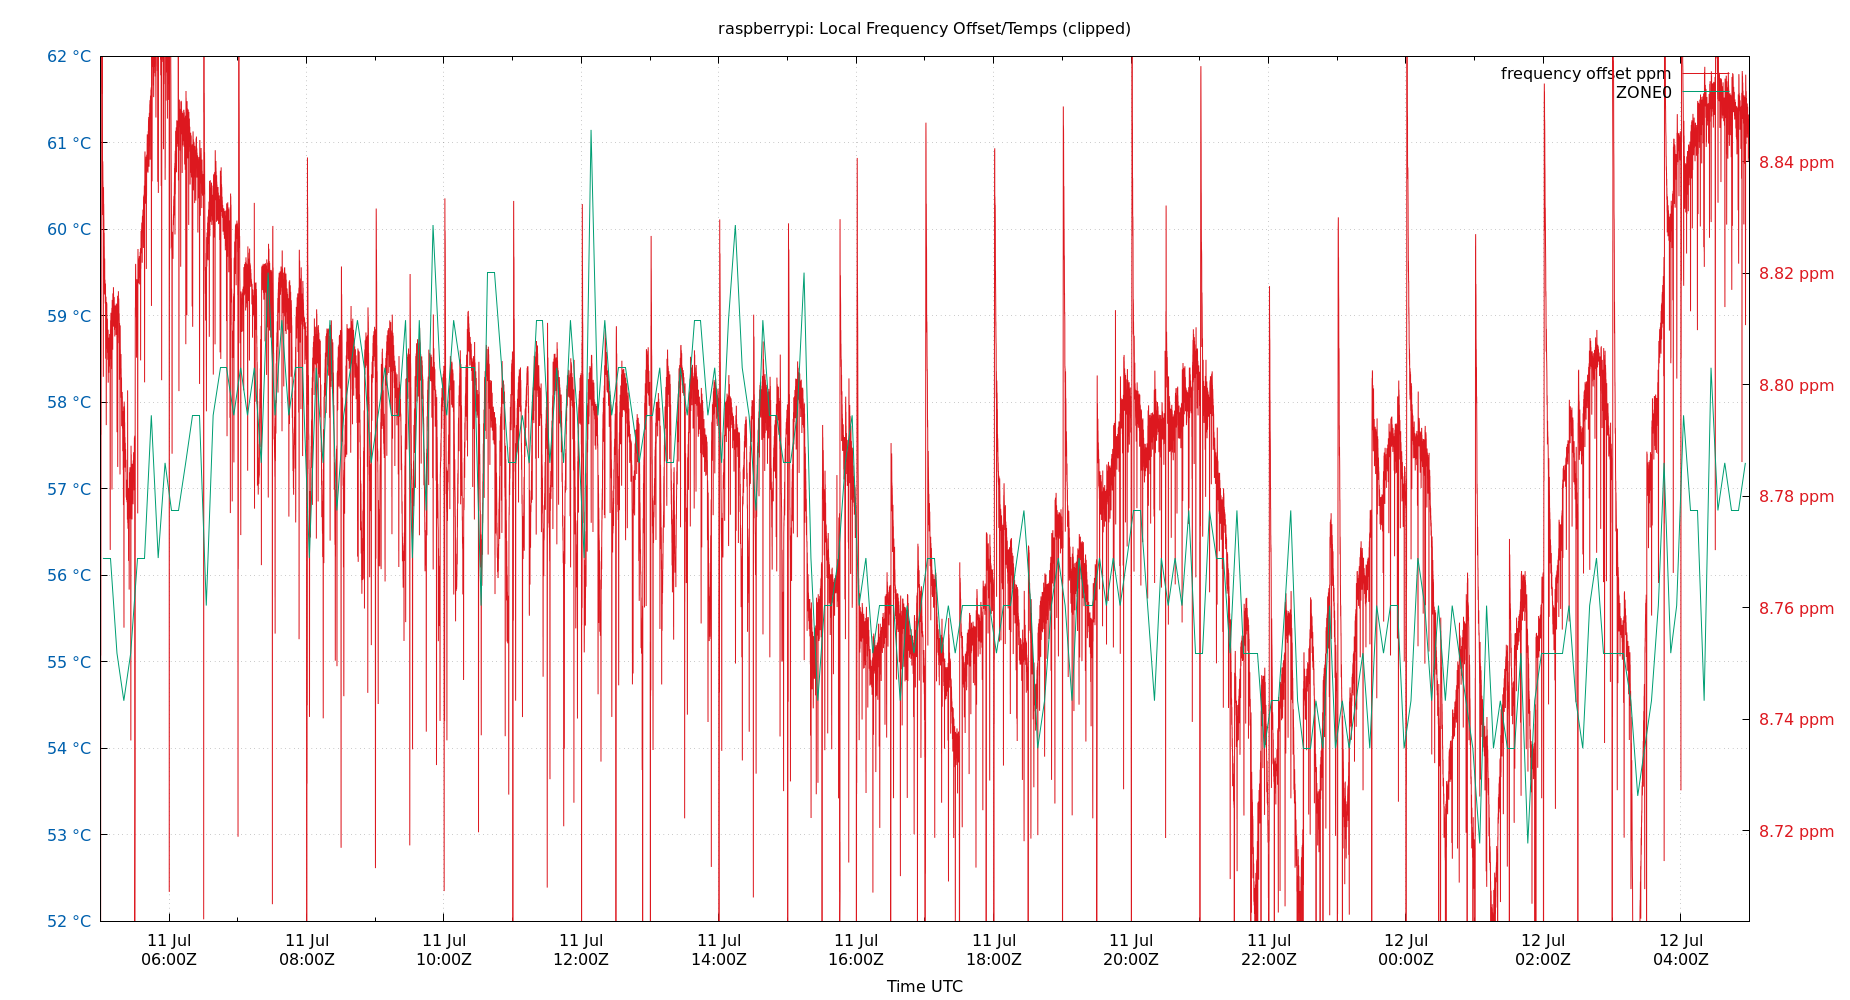 raspberrypi: Local Frequency Offset/Temps (clipped)
62 °C
61 °C
60 °C
59 °C
58 °C
57 °C
56 °C
55 °C
54 °C
53 °C
52 °C
frequency offset ppm
ZONE0
8.84 ppm
8.82 ppm
8.80 ppm
8.78 ppm
8.76 ppm
8.74 ppm
8.72 ppm
11 Jul
06:00Z
11 Jul
08:00Z
11 Jul
10:00Z
11 Jul
12:00Z
11 Jul
14:00Z
11 Jul
16:00Z
11 Jul
18:00Z
11 Jul
20:00Z
11 Jul
22:00Z
12 Jul
00:00Z
12 Jul
02:00Z
12 Jul
04:00Z
Time UTC